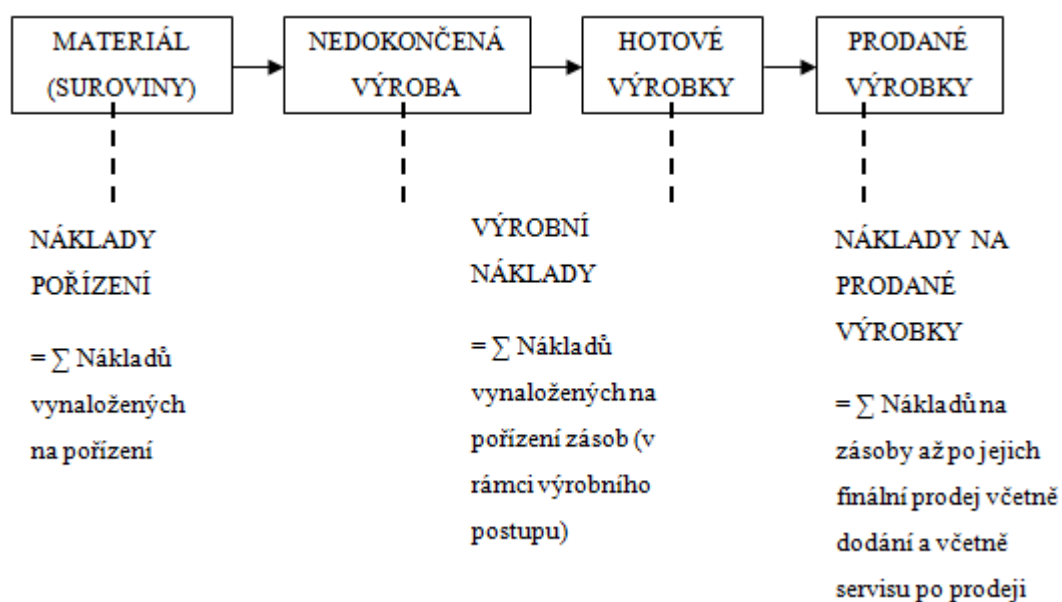 MATERIÁL
(SUROVINY)
NEDOKONČENÁ
VÝROBA
HOTOVÉ
VÝROBKY
PRODANÉ
VÝROBKY
NÁKLADY
POŘÍZENÍ
= ∑ Nákladů
vynaložených
na pořízení
VÝROBNÍ
NÁKLADY
= ∑ Nákladů
vynaložených na
pořízení zásob (v
rámci výrobního
postupu)
NÁKLADY NA
PRODANÉ
VÝROBKY
= ∑ Nákladů na
zásoby až po jejich
finální prodej včetně
dodání a včetně
servisu po prodeji